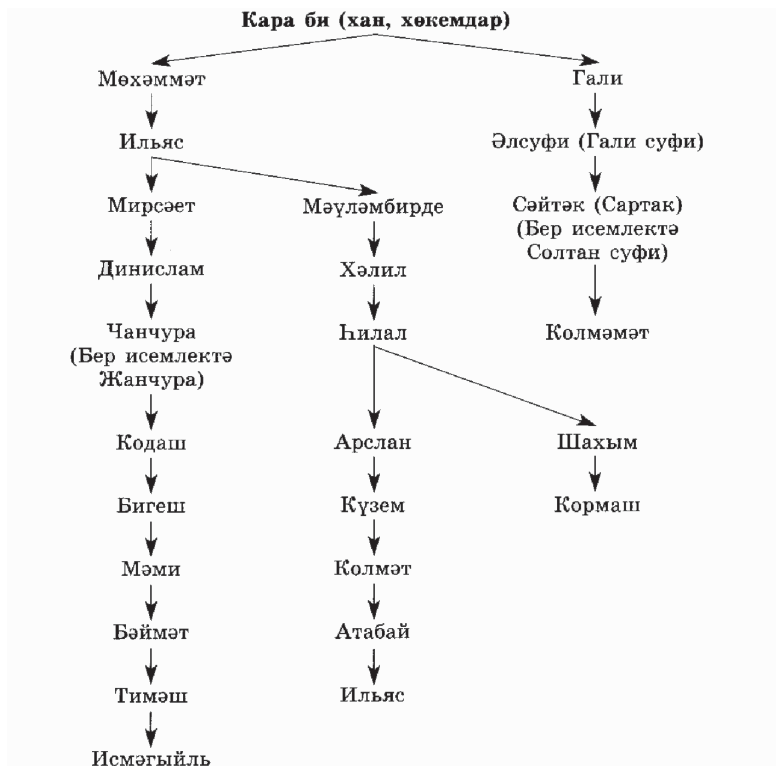 Кара би (хан, хөкемдар)
Мөхәммәт
Гали
Ильяс
Әлсуфи (Гали суфи)
Мирсәет
Мәүләмбирде
Сәйтәк (Сартак)
(Бер исемлектә
Солтан суфи)
Динислам
Хәлил
Чанчура
(Бер исемлектә
Жанчура)
Һилал
Колмәмәт
Кодаш
Арслан
Шахым
Бигеш
Күзем
Кормаш
Мәми
Колмәт
Бәймәт
Атабай
Тимәш
Ильяс
Исмәгыйль